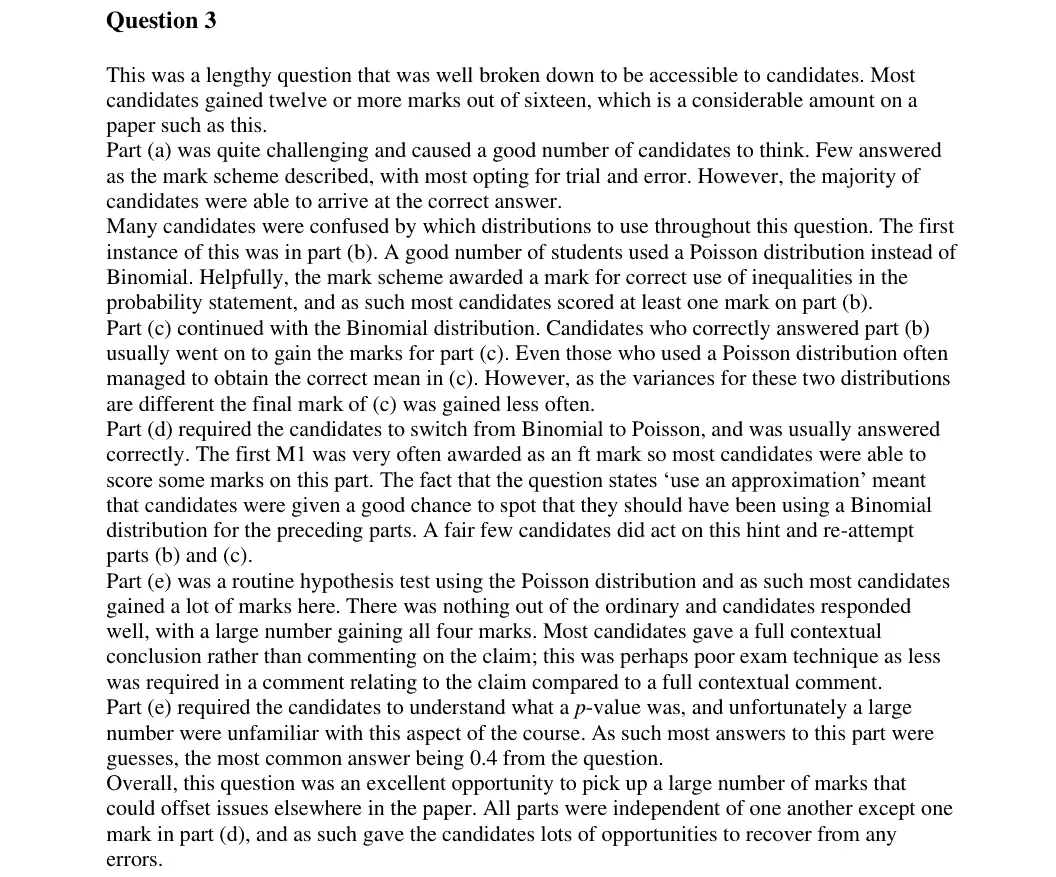 Question 3
This was a lengthy question that was well broken down to be accessible to candidates. Most
candidates gained twelve or more marks out of sixteen, which is a considerable amount on a
paper such as this.
Part (a) was quite challenging and caused a good number of candidates to think. Few answered
as the mark scheme described, with most opting for trial and error. However, the majority of
candidates were able to arrive at the correct answer.
Many candidates were confused by which distributions to use throughout this question. The first
instance of this was in part (b). A good number of students used a Poisson distribution instead of
Binomial. Helpfully, the mark scheme awarded a mark for correct use of inequalities in the
probability statement, and as such most candidates scored at least one mark on part (b).
Part (c) continued with the Binomial distribution. Candidates who correctly answered part (b)
usually went on to gain the marks for part (c). Even those who used a Poisson distribution often
managed to obtain the correct mean in (c). However, as the variances for these two distributions
are different the final mark of (c) was gained less often.
Part (d) required the candidates to switch from Binomial to Poisson, and was usually answered
correctly. The first M1 was very often awarded as an ft mark so most candidates were able to
score some marks on this part. The fact that the question states ‘use an approximation’ meant
that candidates were given a good chance to spot that they should have been using a Binomial
distribution for the preceding parts. A fair few candidates did act on this hint and re-attempt
parts (b) and (c).
Part (e) was a routine hypothesis test using the Poisson distribution and as such most candidates
gained a lot of marks here. There was nothing out of the ordinary and candidates responded
well, with a large number gaining all four marks. Most candidates gave a full contextual
conclusion rather than commenting on the claim; this was perhaps poor exam technique as less
was required in a comment relating to the claim compared to a full contextual comment.
Part (e) required the candidates to understand what a p-value was, and unfortunately a large
number were unfamiliar with this aspect of the course. As such most answers to this part were
guesses, the most common answer being 0.4 from the question.
Overall, this question was an excellent opportunity to pick up a large number of marks that
could offset issues elsewhere in the paper. All parts were independent of one another except one
mark in part (d), and as such gave the candidates lots of opportunities to recover from any
errors.